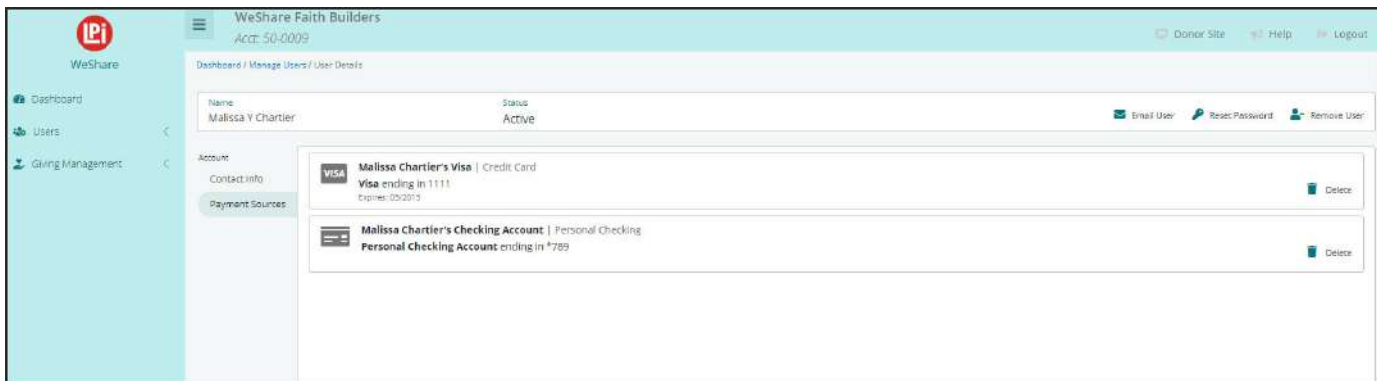 LPi
WeShare
Dashboard
Users
Giving Management
WeShare Faith Builders
Acct: 50-0009
Donor Site
Help
Logout
Dashboard / Manage Users / User Details
Name
Malissa Y Chartier
Status
Active
Email User
Reset Password
Remove User
Account
Contact Info
Payment Sources
VISA
Malissa Chartier's Visa | Credit Card
Visa ending in 1111
Expires: 05/2015
Delete
Malissa Chartier's Checking Account | Personal Checking
Personal Checking Account ending in *789
Delete